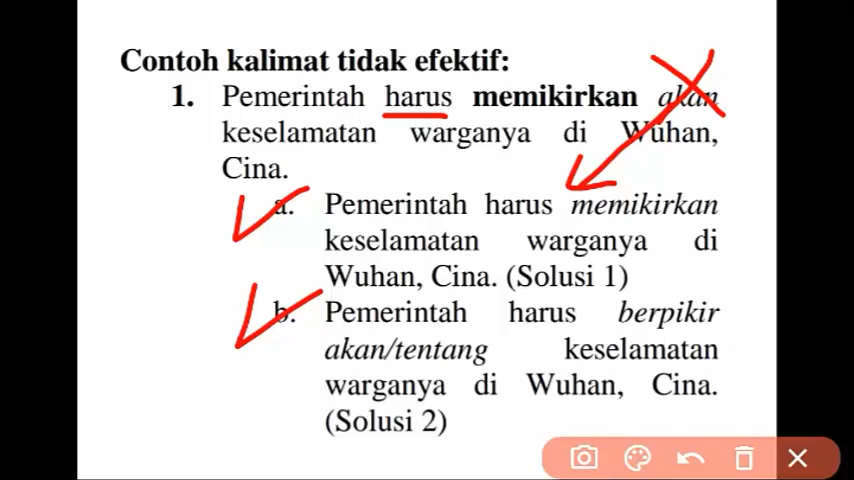 Contoh kalimat tidak efektif:
1. Pemerintah harus memikirkan akan
keselamatan warganya di Wuhan,
Cina.
a. Pemerintah harus memikirkan
keselamatan warganya di
Wuhan, Cina. (Solusi 1)
b. Pemerintah harus berpikir
akan/tentang keselamatan
warganya di Wuhan, Cina.
(Solusi 2)